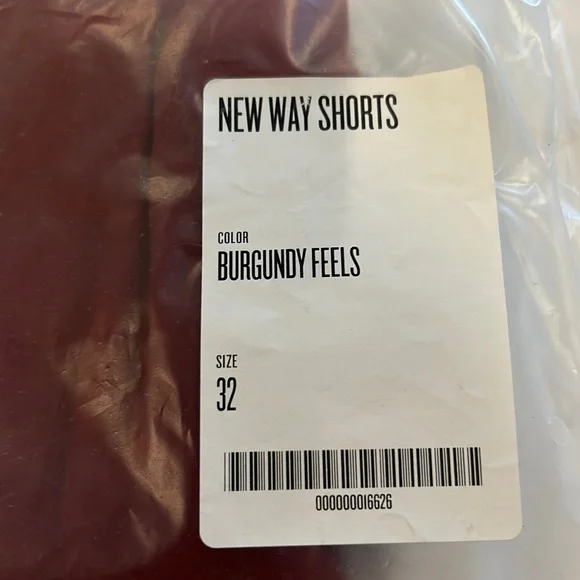 NEW WAY SHORTS
COLOR
BURGUNDY FEELS
SIZE
32
000000016626